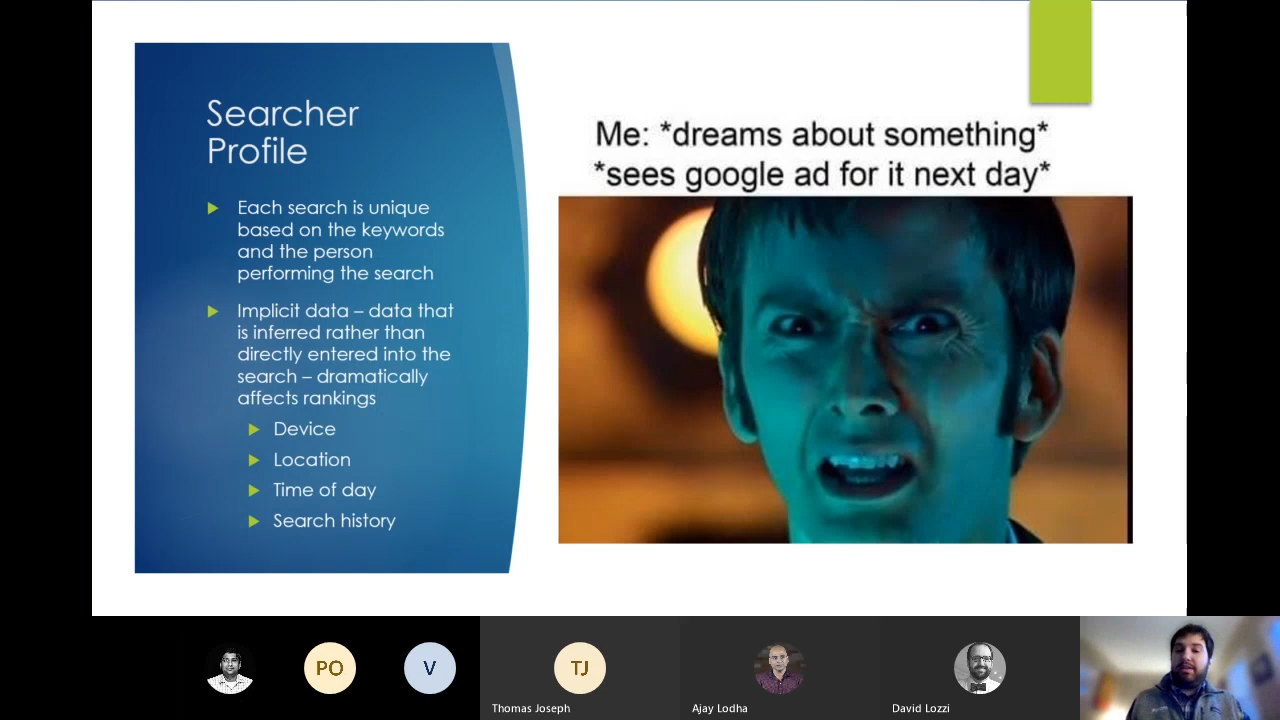 Searcher
Profile
Each search is unique
based on the keywords
and the person
performing the search
Implicit data – data that
is inferred rather than
directly entered into the
search – dramatically
affects rankings
Device
Location
Time of day
Search history
Me: *dreams about something*
*sees google ad for it next day*
PO
V
TJ
Thomas Joseph
Ajay Lodha
David Lozzi